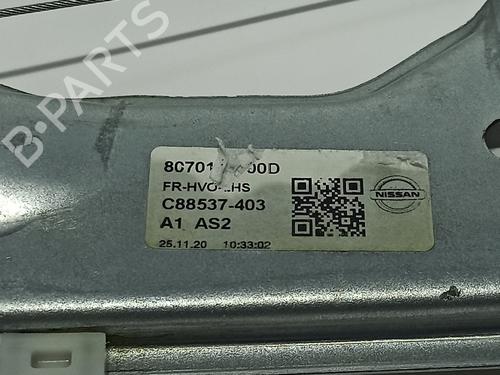 B-PARTS
FR-HVO-LHS
C88537-403
NISSAN
A1 AS2
25.11.20 10:33:02